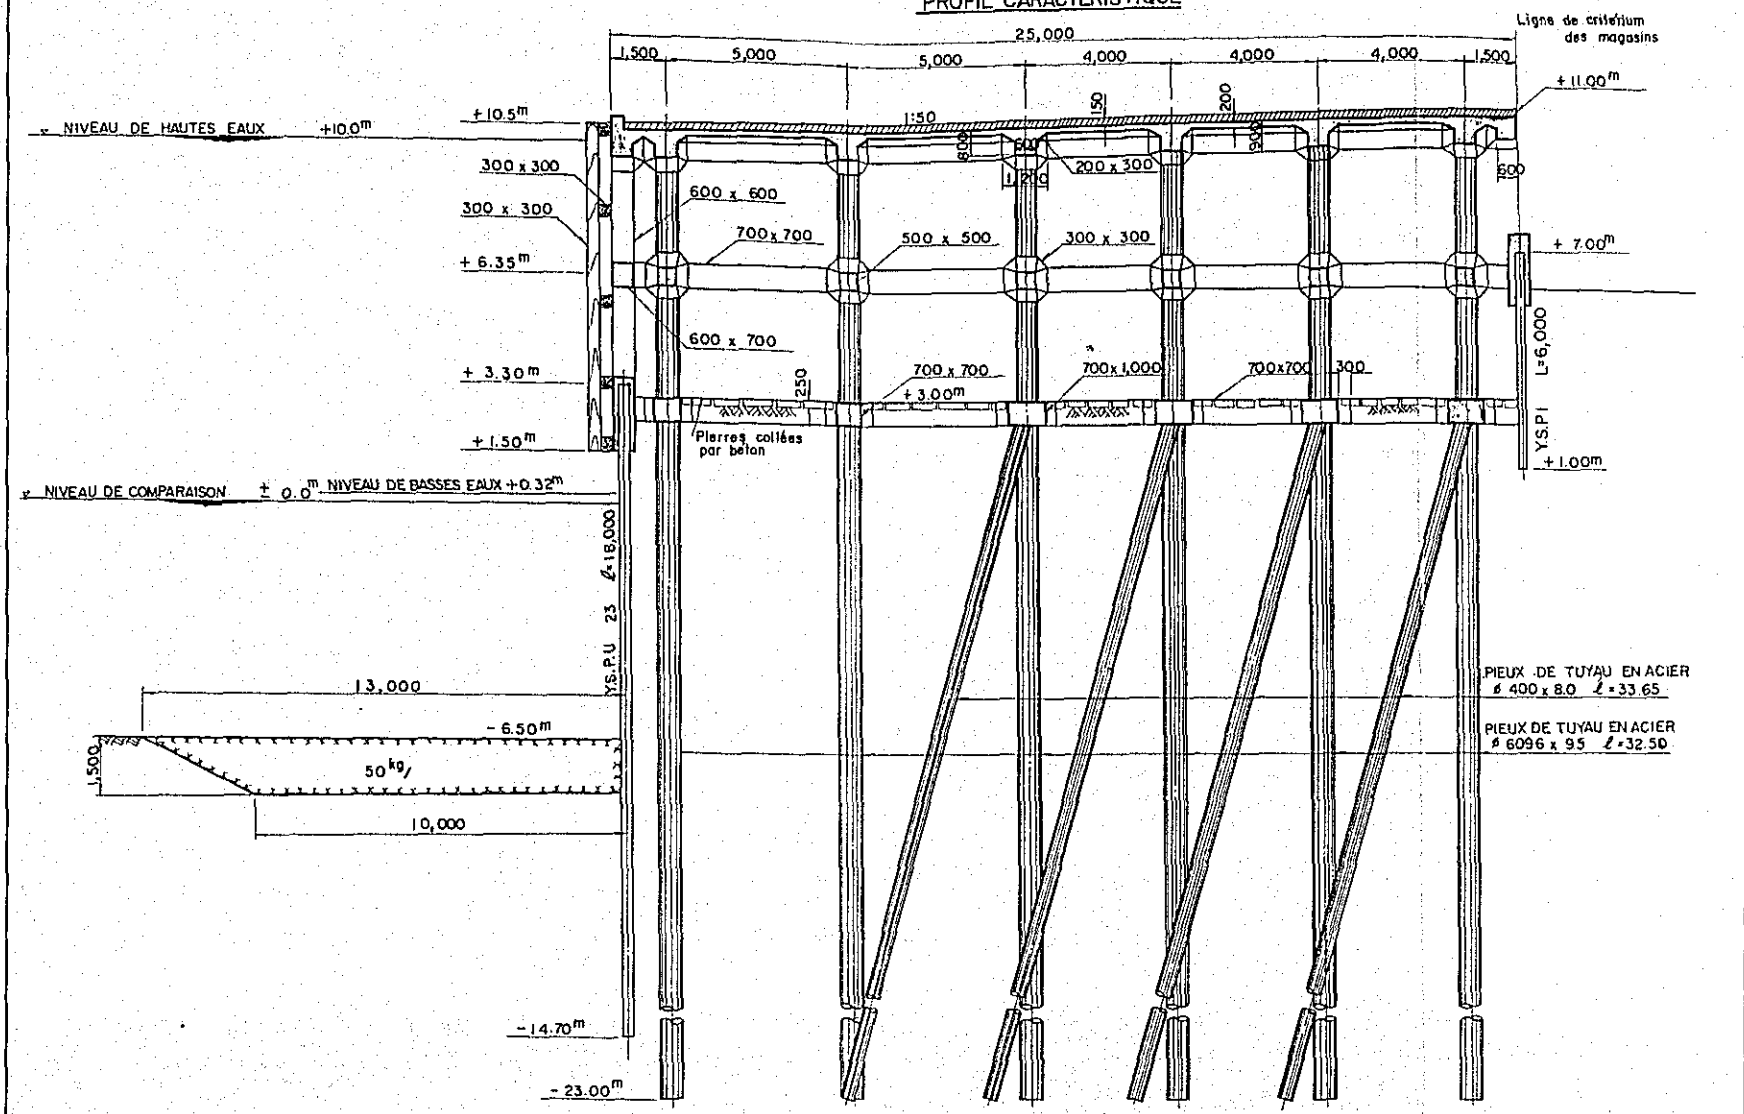 PROFIL CARACTERISTIQUE
Ligne de critérium
des magasins
25,000
1,500 5,000 5,000 4,000 4,000 4,000 1,500
+ 11.00m
+ 10.5m
NIVEAU DE HAUTES EAUX +10.0m
1:50
150
200
800
600
900
1,200
200 x 300
600
300 x 300
300 x 300
600 x 600
700 x 700
500 x 500
300 x 300
+ 7.00m
+ 6.35m
600 x 700
+ 3.30m
250
700 x 700
+ 3.00m
700 x 1,000
700x700
300
Y.S.P I L=6,000
+ 1.50m
Pierres collées
par béton
+ 1.00m
NIVEAU DE COMPARAISON ± 0.0m NIVEAU DE BASSES EAUX +0.32m
Y.S.P.U 23 ℓ=18,000
13,000
- 6.50m
1,500
50kg/
10,000
PIEUX DE TUYAU EN ACIER
ø 400 x 8.0 ℓ = 33.65
PIEUX DE TUYAU EN ACIER
ø 6096 x 95 ℓ = 32.50
- 14.70m
- 23.00m